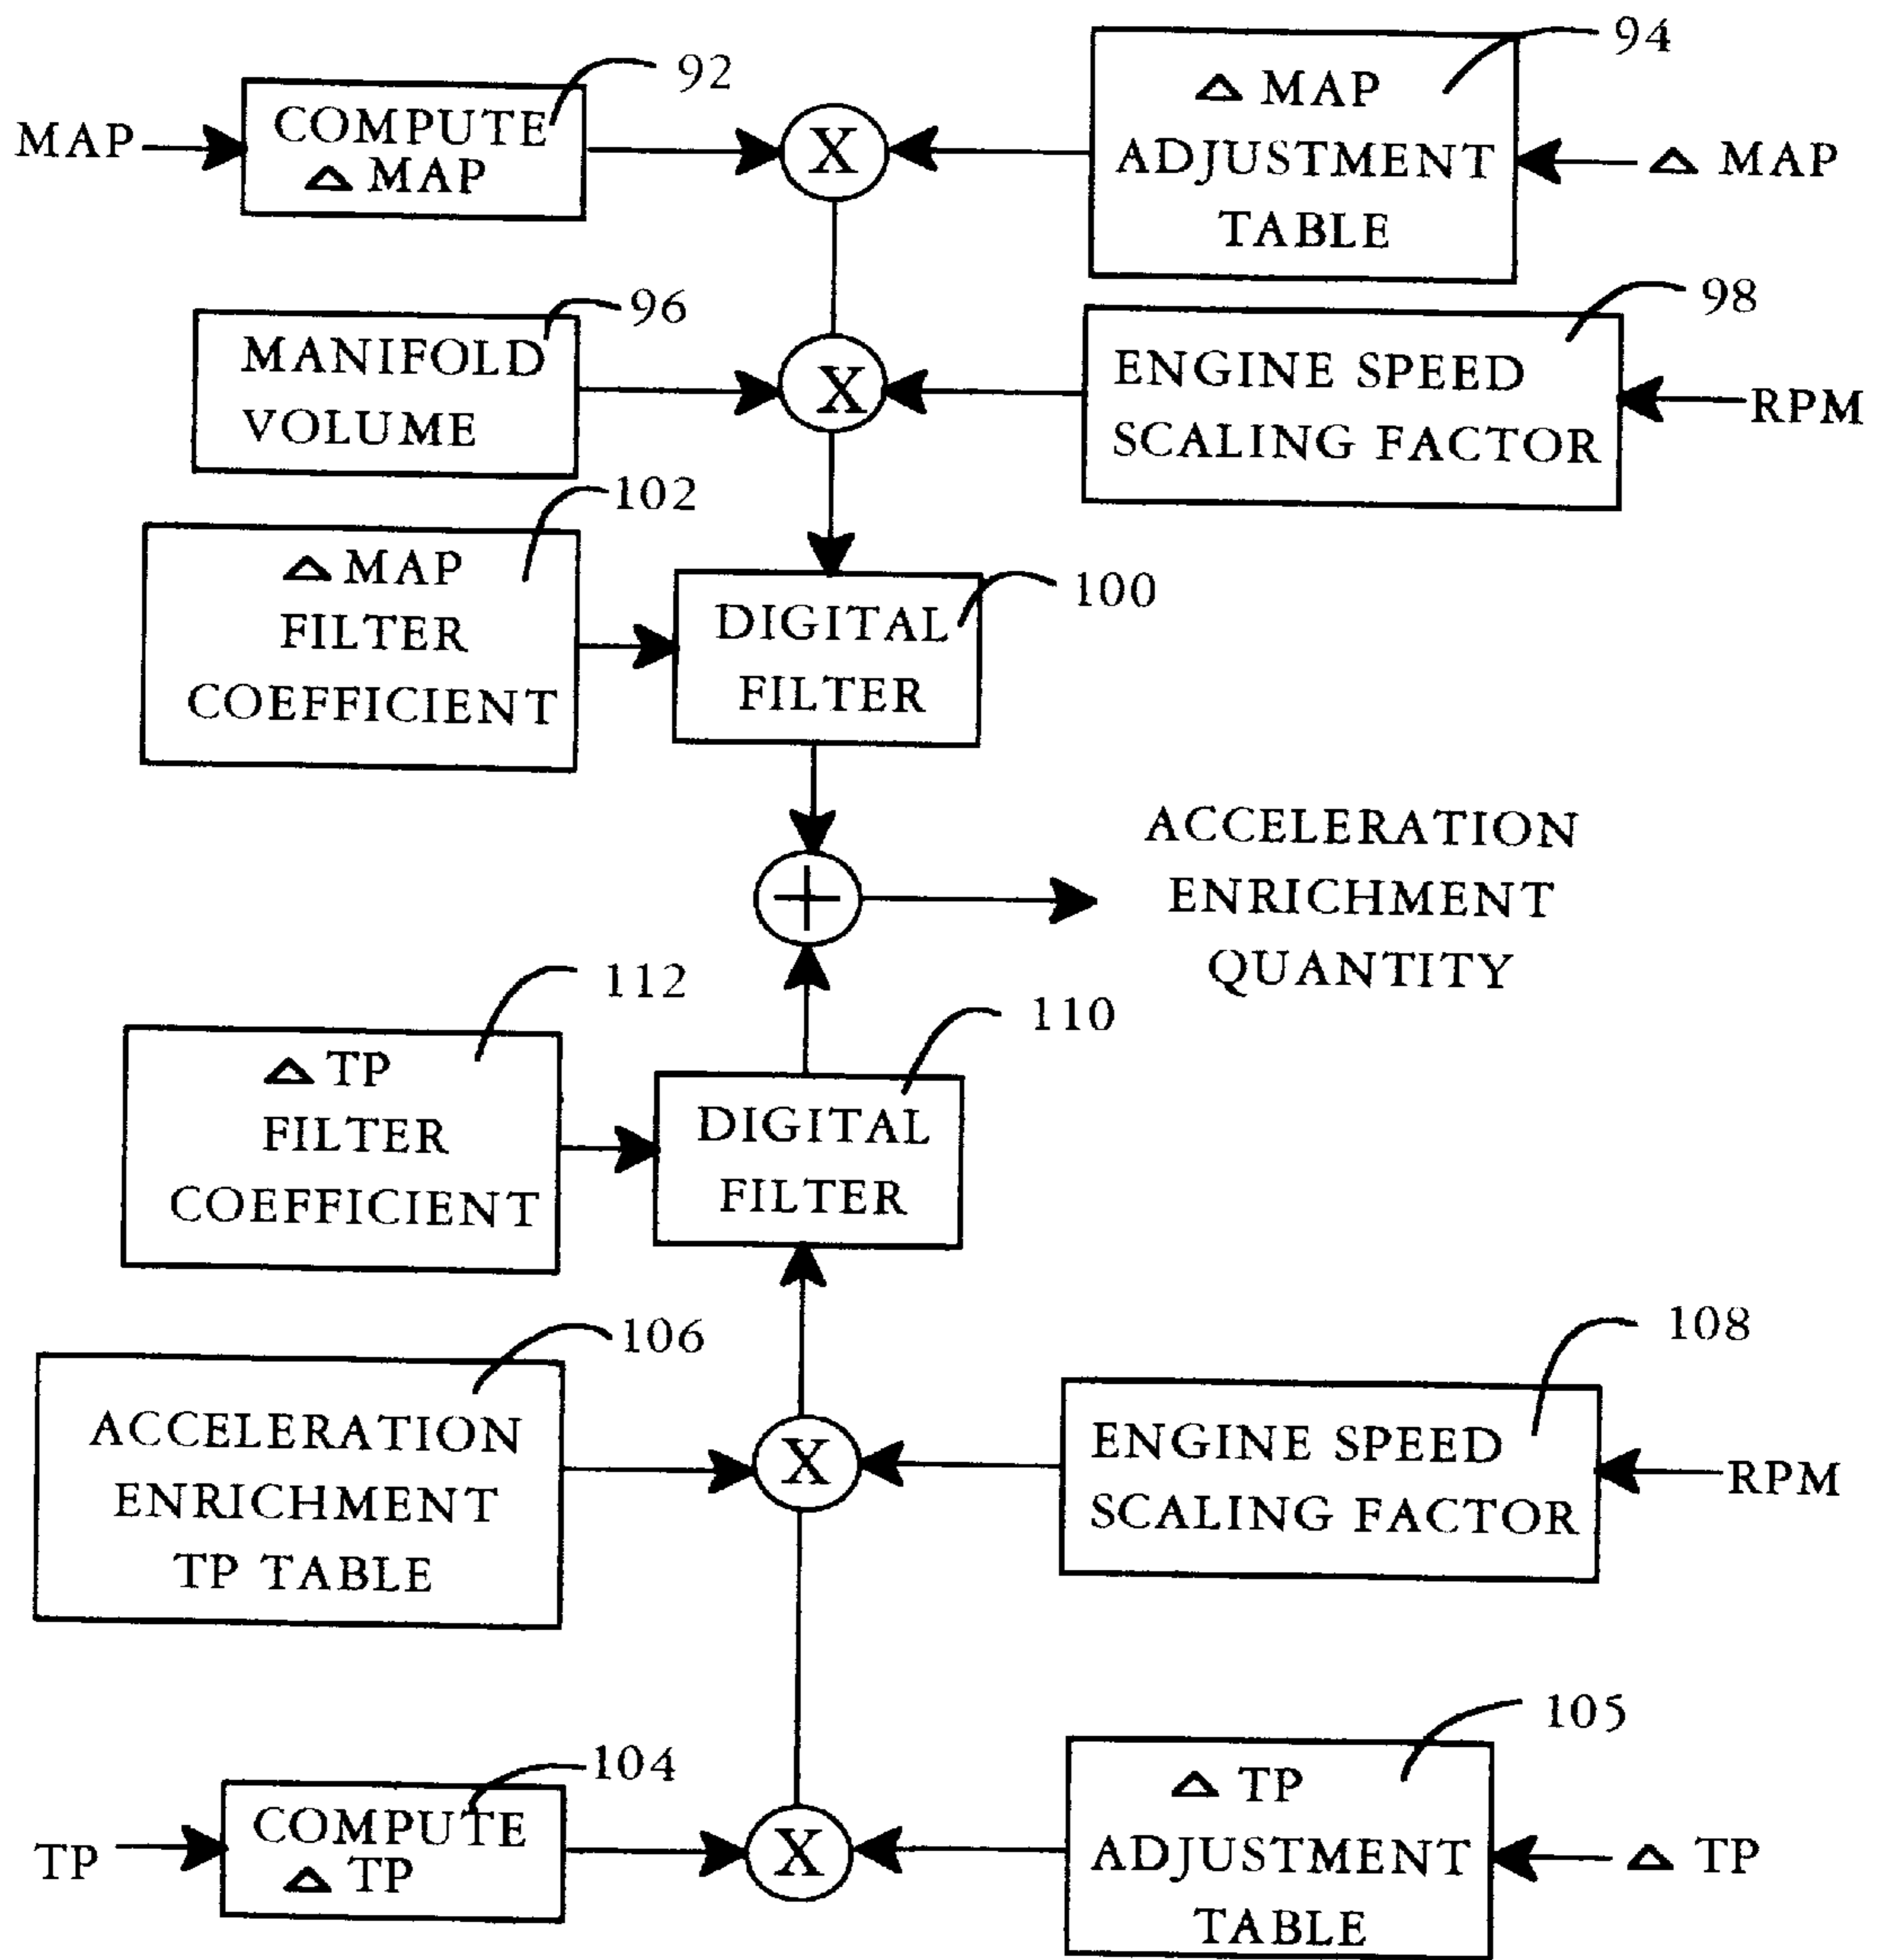 92
94
MAP
COMPUTE
△ MAP
X
△ MAP
ADJUSTMENT
TABLE
△ MAP
96
98
MANIFOLD
VOLUME
X
ENGINE SPEED
SCALING FACTOR
RPM
102
△ MAP
FILTER
COEFFICIENT
100
DIGITAL
FILTER
+
ACCELERATION
ENRICHMENT
QUANTITY
112
110
△ TP
FILTER
COEFFICIENT
DIGITAL
FILTER
106
108
ACCELERATION
ENRICHMENT
TP TABLE
X
ENGINE SPEED
SCALING FACTOR
RPM
104
105
TP
COMPUTE
△ TP
X
△ TP
ADJUSTMENT
TABLE
△ TP